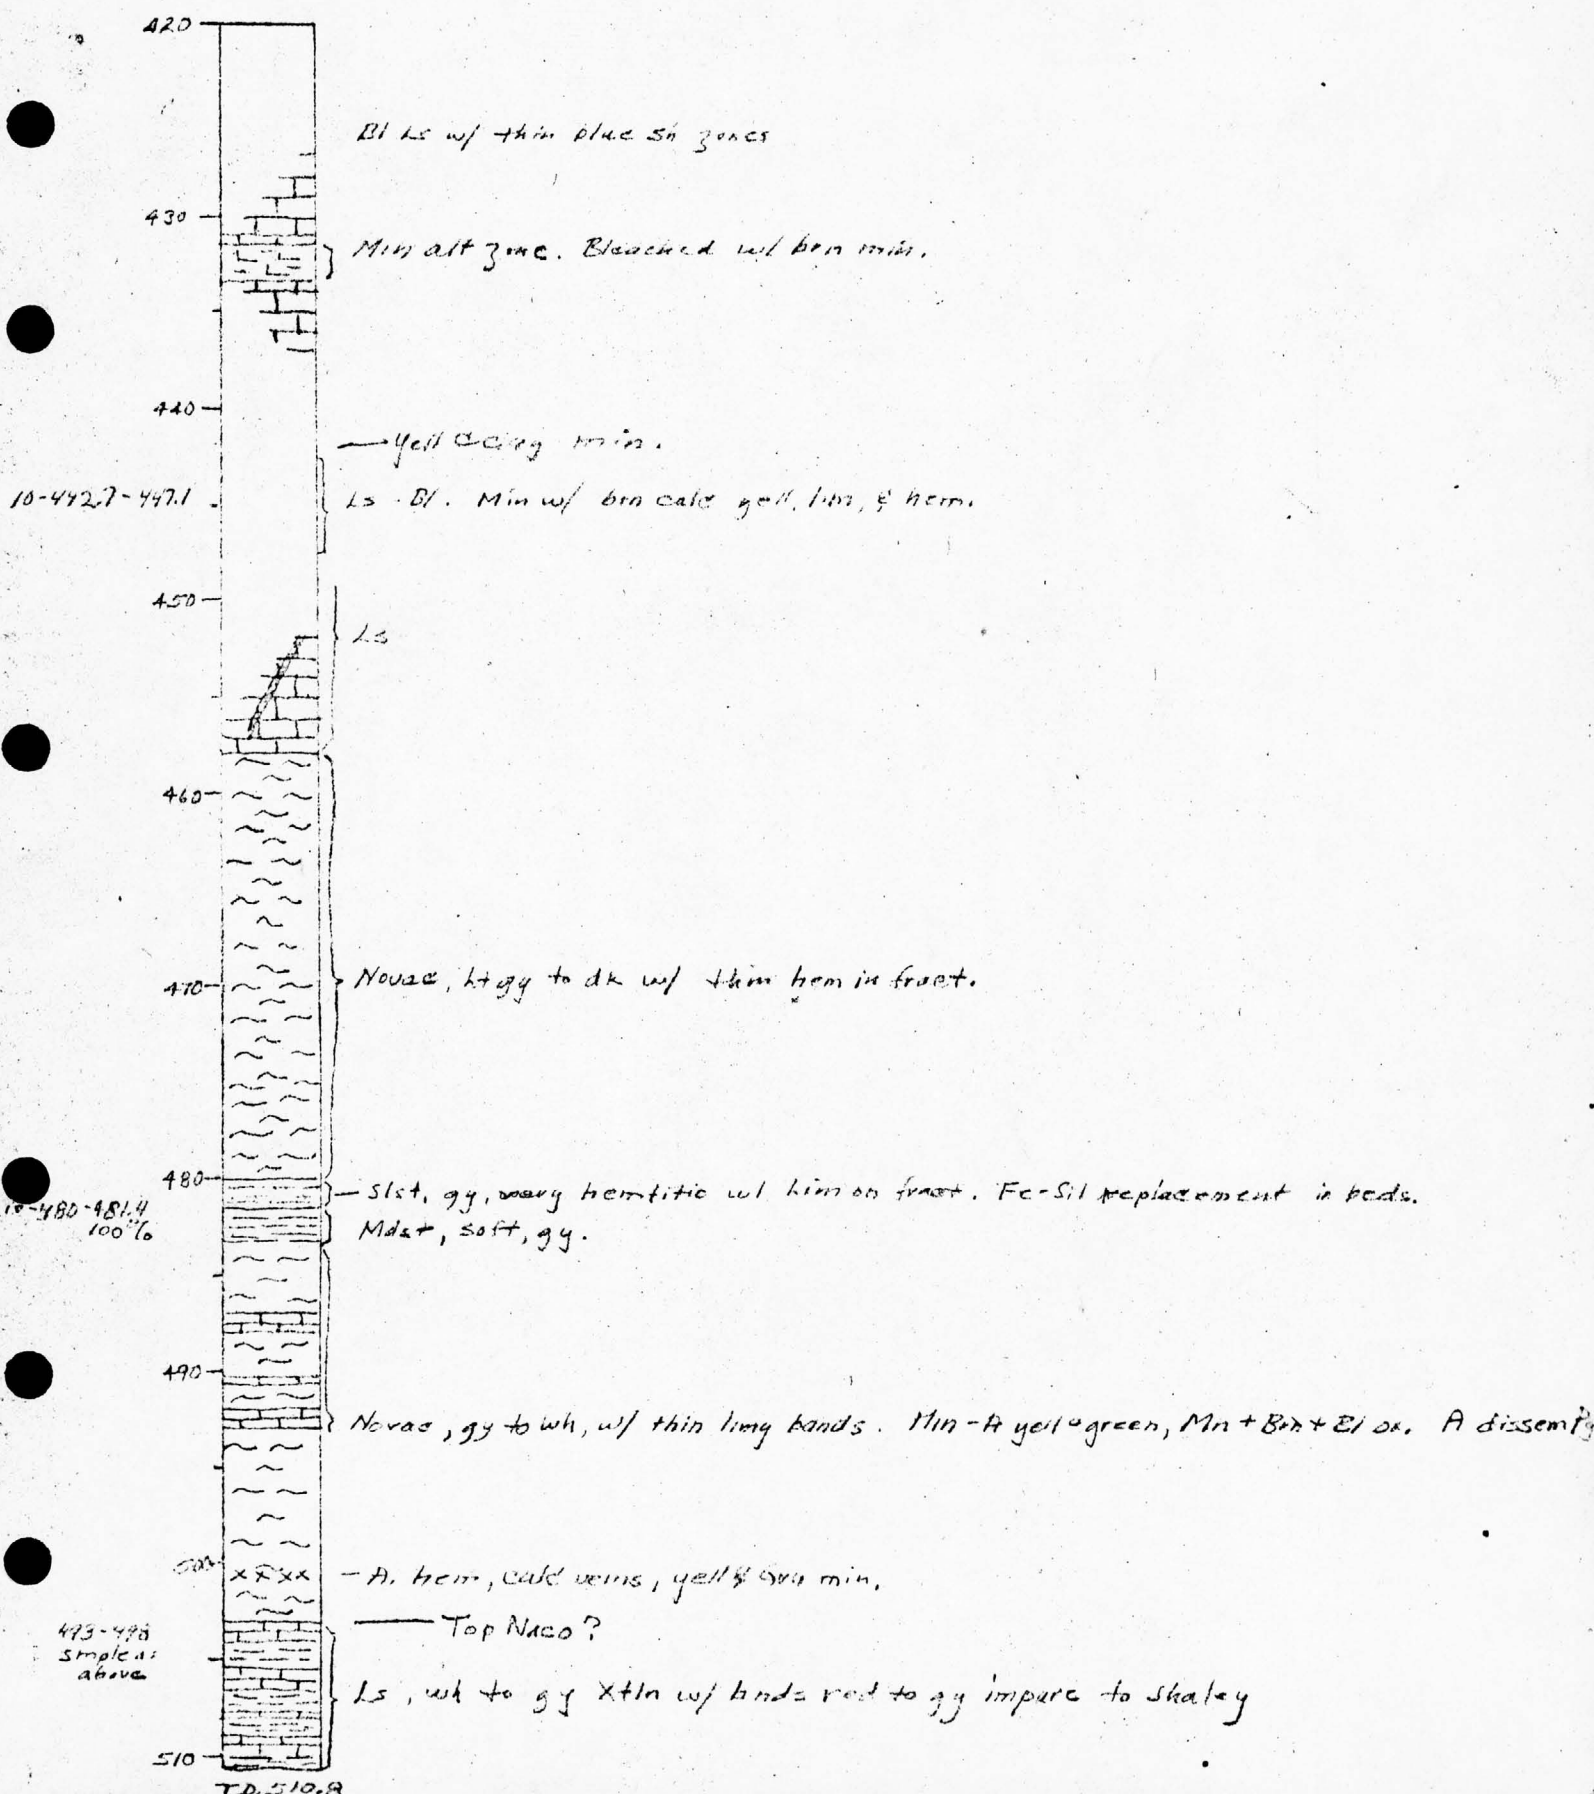 420
Bl Ls w/ thin blue sh zones
430
Min alt zone. Bleached w/ brn min.
440
— Yell min.
10-442.7-447.1
Ls - Bl. Min w/ brn calc yell, lim, & hem.
450
Ls
460
470
Novac, lt gy to dk w/ thin hem in fract.
480
Slst, gy, very hemtitic w/ lim on fract. Fe-Sil replacement in beds.
10-480-481.4
100%
Mdst, soft, gy.
490
Novac, gy to wh, w/ thin limy bands. Min - A yell green, Mn + Brn + Bl ox. A dissem
500
xxxx
- A. hem, calc veins, yell & min.
Top Naco?
493-498
smple as
above
Ls, wh to gy xtln w/ bnds red to gy impure to shaley
510
T.D. 510.8